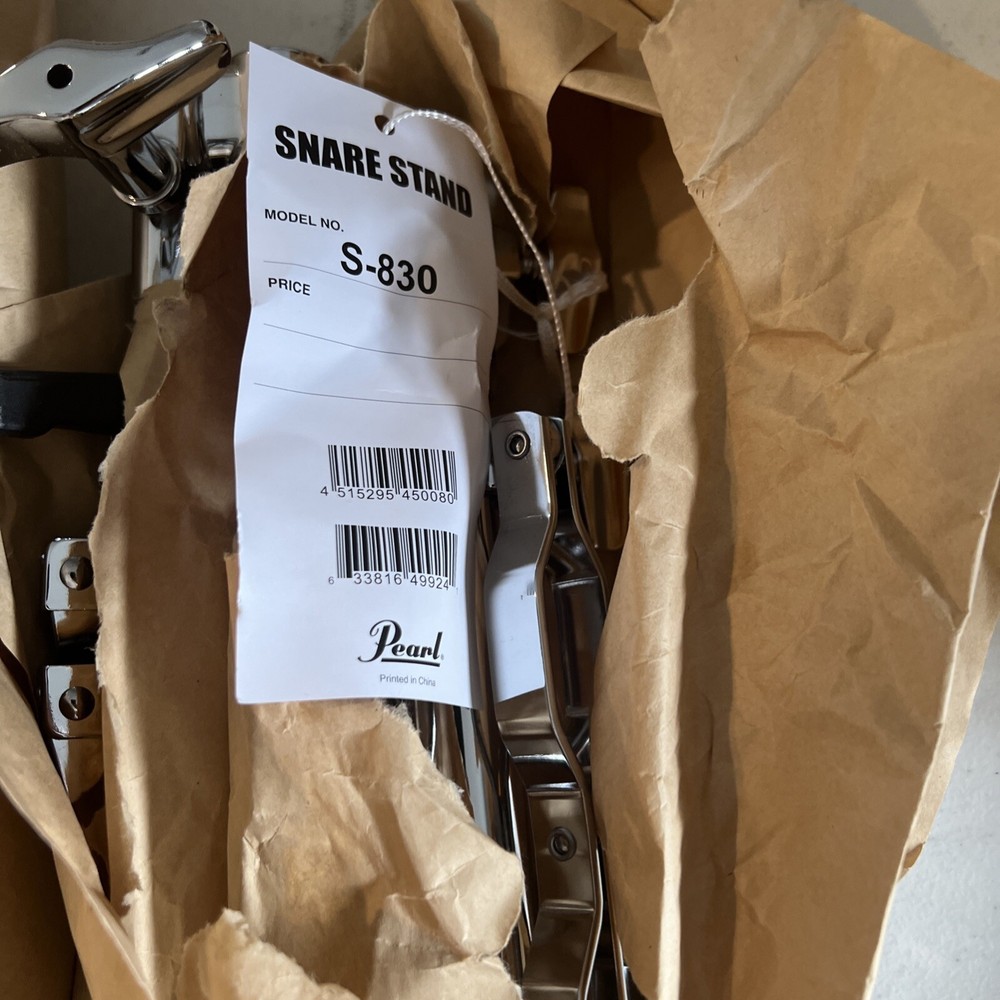 SNARE STAND
MODEL NO.
S-830
PRICE
4 515295 450080
6 33816 49924
Pearl
Printed in China